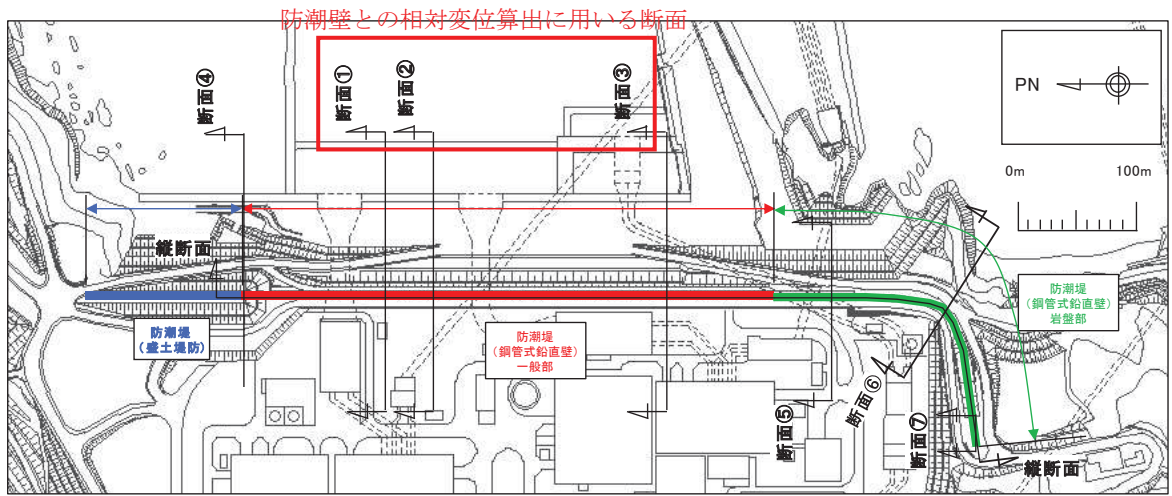 防潮壁との相対変位算出に用いる断面
断面④
断面①
断面②
断面③
PN
0m
100m
縦断面
防潮堤
(盛土堤防)
防潮堤
(鋼管式鉛直壁)
一般部
防潮堤
(鋼管式鉛直壁)
岩盤部
断面⑤
断面⑥
断面⑦
縦断面